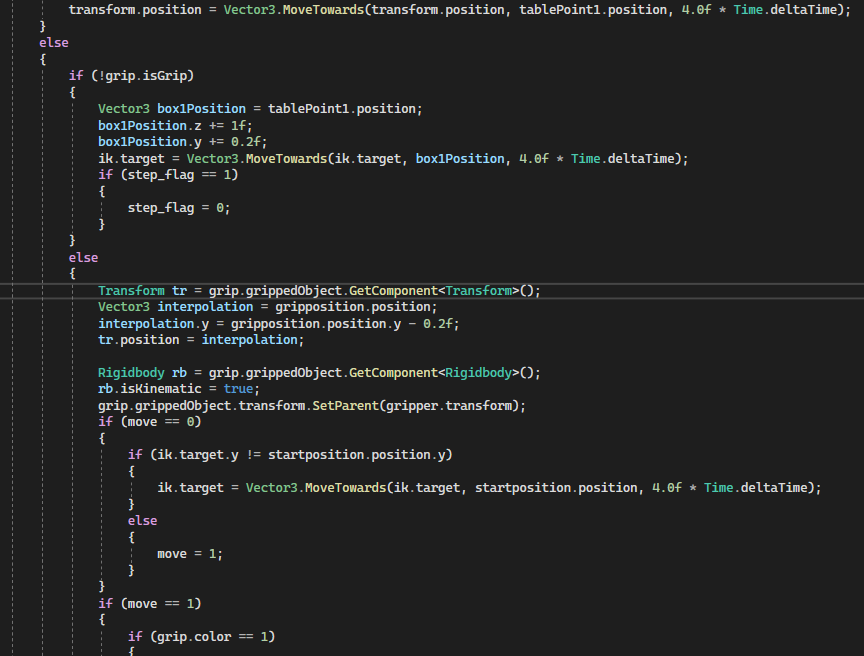 transform.position = Vector3.MoveTowards(transform.position, tablePoint1.position, 4.0f * Time.deltaTime);
}
else
{
if (!grip.isGrip)
{
Vector3 box1Position = tablePoint1.position;
box1Position.z += 1f;
box1Position.y += 0.2f;
ik.target = Vector3.MoveTowards(ik.target, box1Position, 4.0f * Time.deltaTime);
if (step_flag == 1)
{
step_flag = 0;
}
}
else
{
Transform tr = grip.grippedObject.GetComponent<Transform>();
Vector3 interpolation = gripposition.position;
interpolation.y = gripposition.position.y - 0.2f;
tr.position = interpolation;
Rigidbody rb = grip.grippedObject.GetComponent<Rigidbody>();
rb.isKinematic = true;
grip.grippedObject.transform.SetParent(gripper.transform);
if (move == 0)
{
if (ik.target.y != startposition.position.y)
{
ik.target = Vector3.MoveTowards(ik.target, startposition.position, 4.0f * Time.deltaTime);
}
else
{
move = 1;
}
}
if (move == 1)
{
if (grip.color == 1)
{